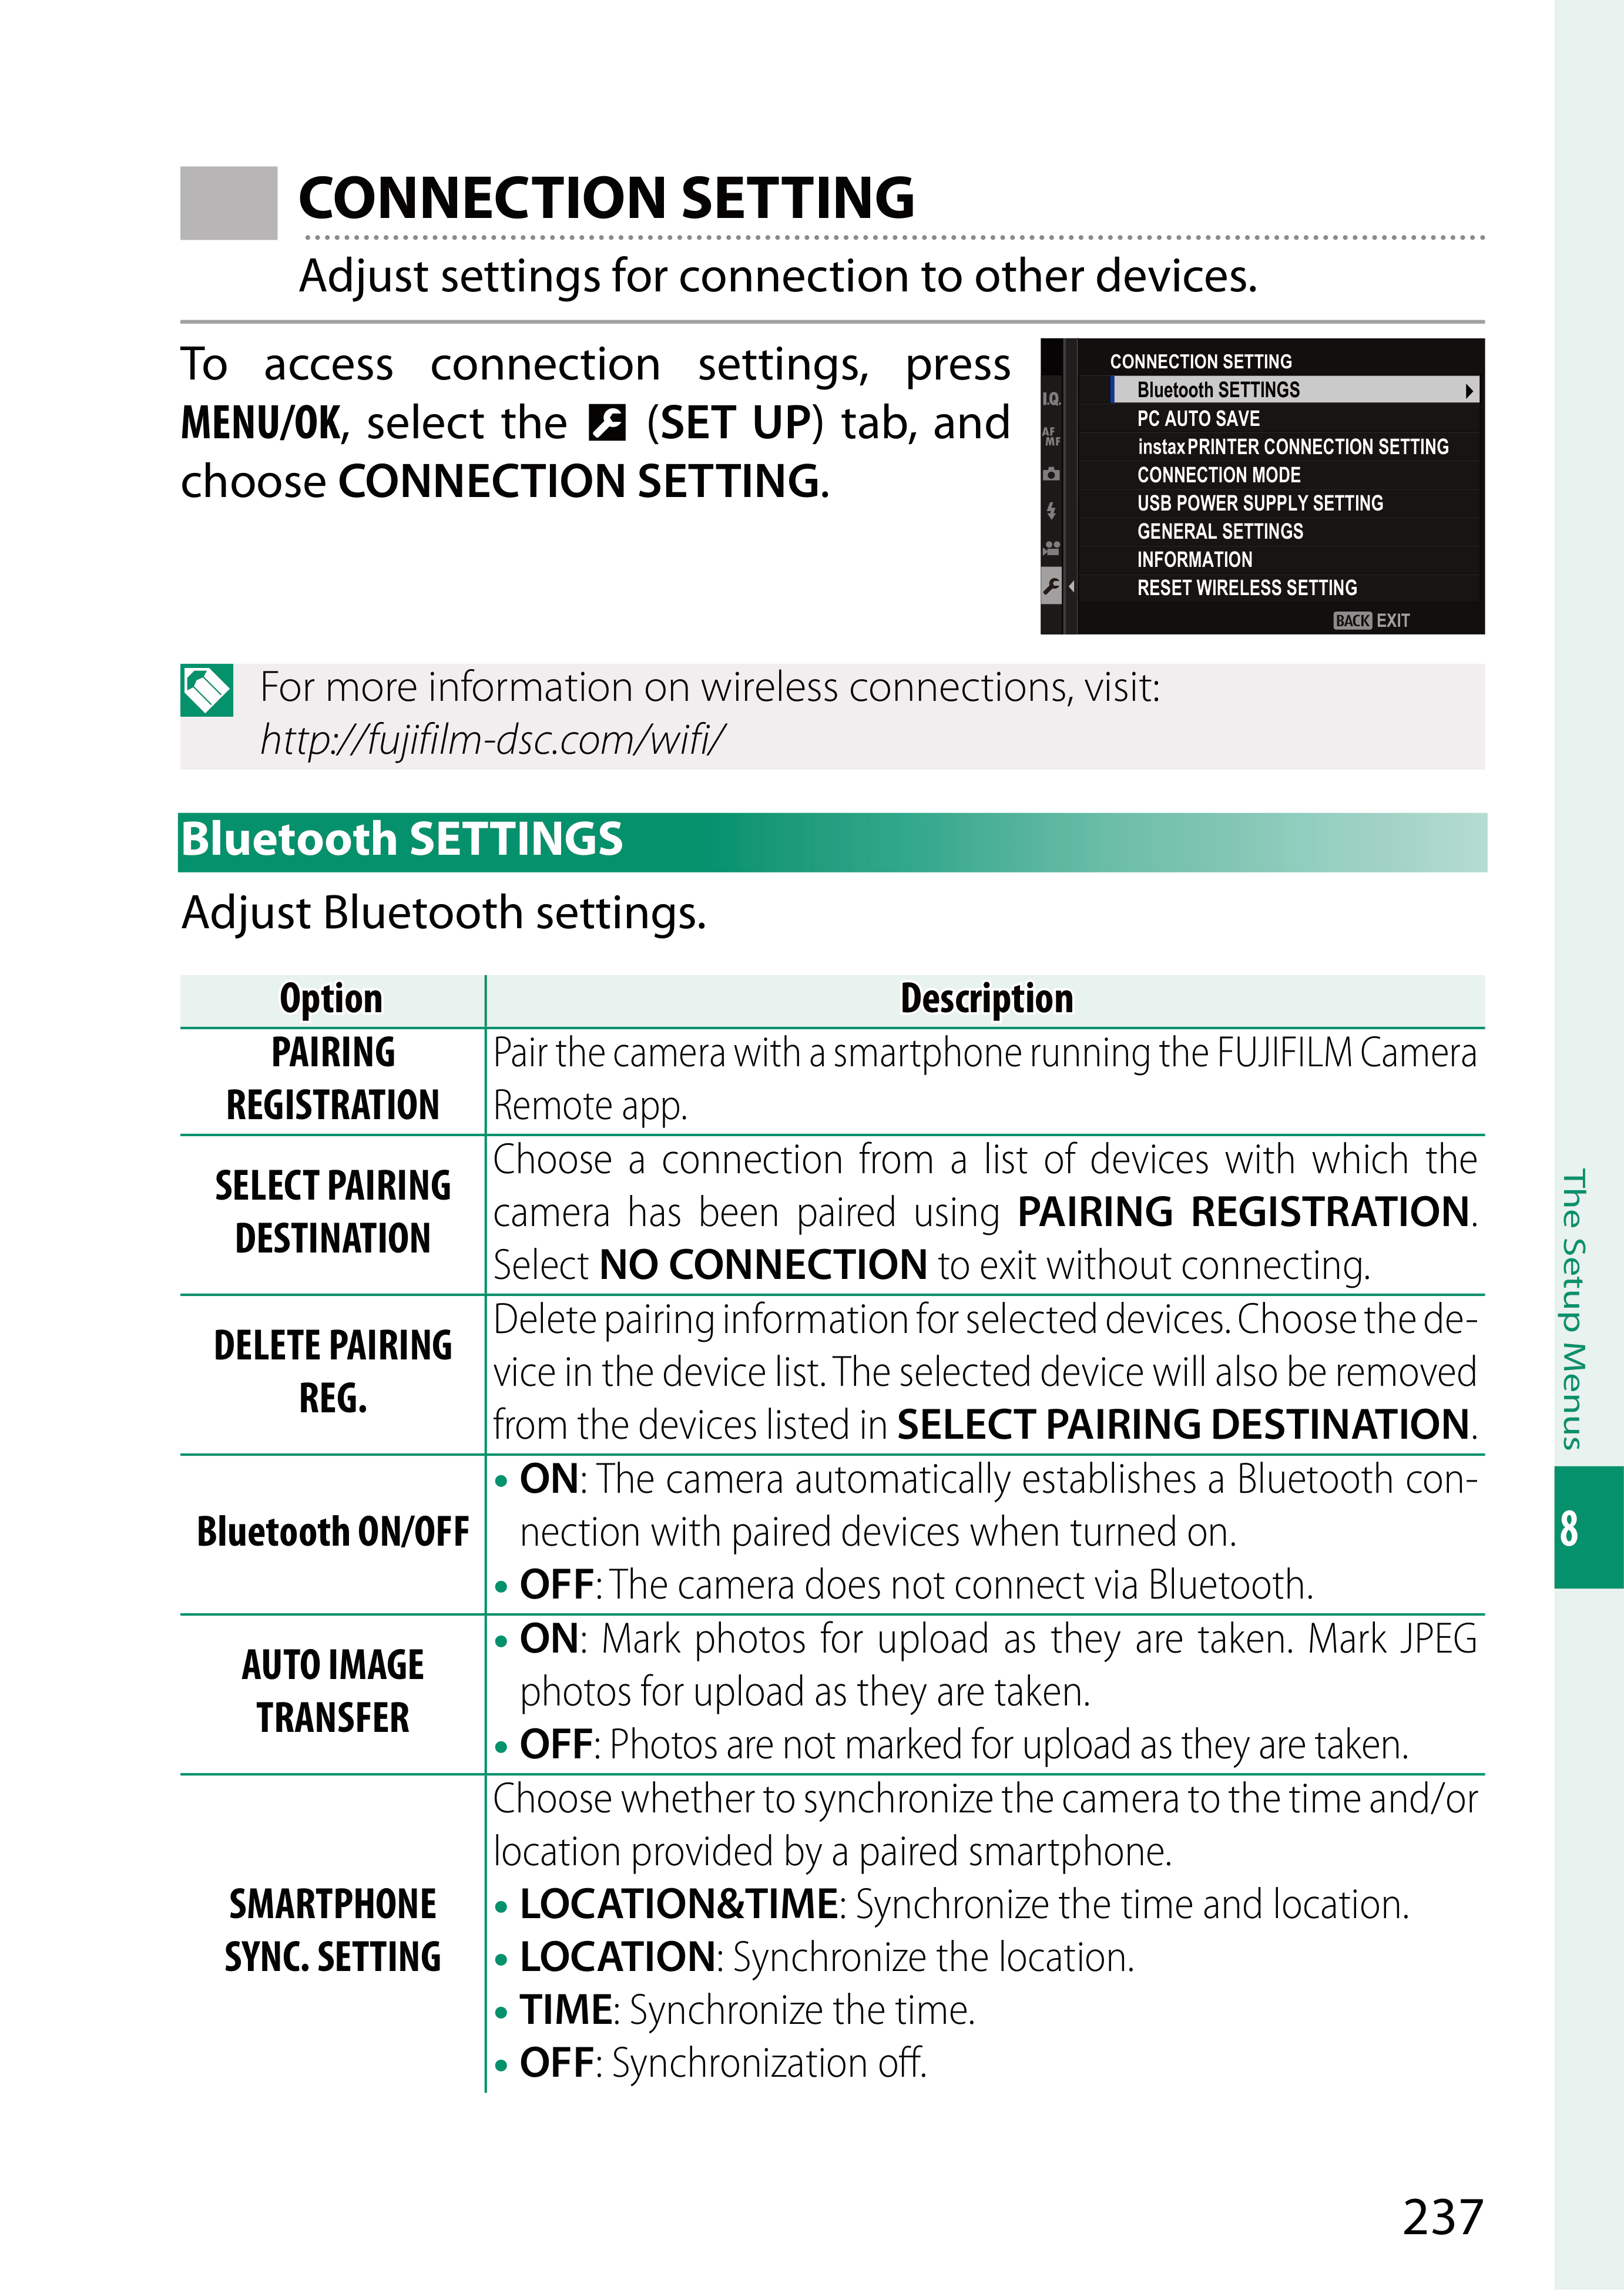 CONNECTION SETTING
Adjust settings for connection to other devices.
To access connection settings, press
MENU/OK, select the (SET UP) tab, and
choose CONNECTION SETTING.
CONNECTION SETTING
Bluetooth SETTINGS
PC AUTO SAVE
instax PRINTER CONNECTION SETTING
CONNECTION MODE
USB POWER SUPPLY SETTING
GENERAL SETTINGS
INFORMATION
RESET WIRELESS SETTING
BACK EXIT
I.Q.
AF
MF
For more information on wireless connections, visit:
http://fujifilm-dsc.com/wifi/
Bluetooth SETTINGS
Adjust Bluetooth settings.
Option
Description
PAIRING
REGISTRATION
Pair the camera with a smartphone running the FUJIFILM Camera
Remote app.
SELECT PAIRING
DESTINATION
Choose a connection from a list of devices with which the
camera has been paired using PAIRING REGISTRATION.
Select NO CONNECTION to exit without connecting.
DELETE PAIRING
REG.
Delete pairing information for selected devices. Choose the de-
vice in the device list. The selected device will also be removed
from the devices listed in SELECT PAIRING DESTINATION.
Bluetooth ON/OFF
• ON: The camera automatically establishes a Bluetooth con-
nection with paired devices when turned on.
• OFF: The camera does not connect via Bluetooth.
AUTO IMAGE
TRANSFER
• ON: Mark photos for upload as they are taken. Mark JPEG
photos for upload as they are taken.
• OFF: Photos are not marked for upload as they are taken.
SMARTPHONE
SYNC. SETTING
Choose whether to synchronize the camera to the time and/or
location provided by a paired smartphone.
• LOCATION&TIME: Synchronize the time and location.
• LOCATION: Synchronize the location.
• TIME: Synchronize the time.
• OFF: Synchronization off.
The Setup Menus
8
237